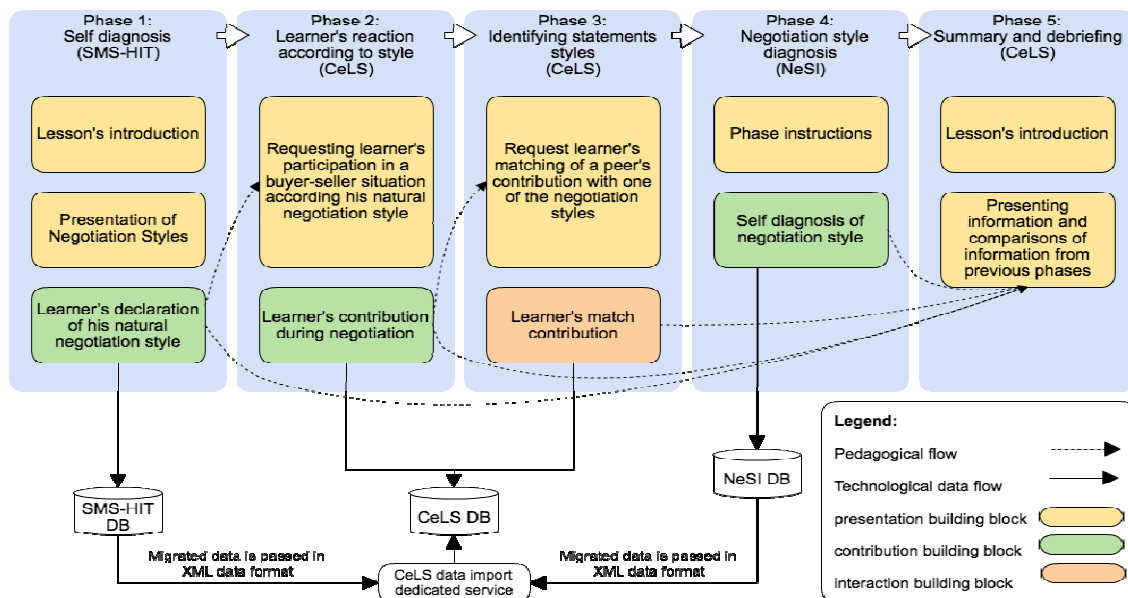 Phase 1:
Self diagnosis
(SMS-HIT)
Phase 2:
Learner's reaction
according to style
(CeLS)
Phase 3:
Identifying statements
styles
(CeLS)
Phase 4:
Negotiation style
diagnosis
(NeSI)
Phase 5:
Summary and debriefing
(CeLS)
Lesson's introduction
Presentation of
Negotiation Styles
Learner's declaration
of his natural
negotiation style
Requesting learner's
participation in a
buyer-seller situation
according his natural
negotiation style
Learner's contribution
during negotiation
Request learner's
matching of a peer's
contribution with one
of the negotiation
styles
Learner's match
contribution
Phase instructions
Self diagnosis of
negotiation style
Lesson's introduction
Presenting
information and
comparisons of
information from
previous phases
SMS-HIT
DB
CeLS DB
NeSI DB
Migrated data is passed in
XML data format
CeLS data import
dedicated service
Migrated data is passed in
XML data format
Legend:
Pedagogical flow
Technological data flow
presentation building block
contribution building block
interaction building block